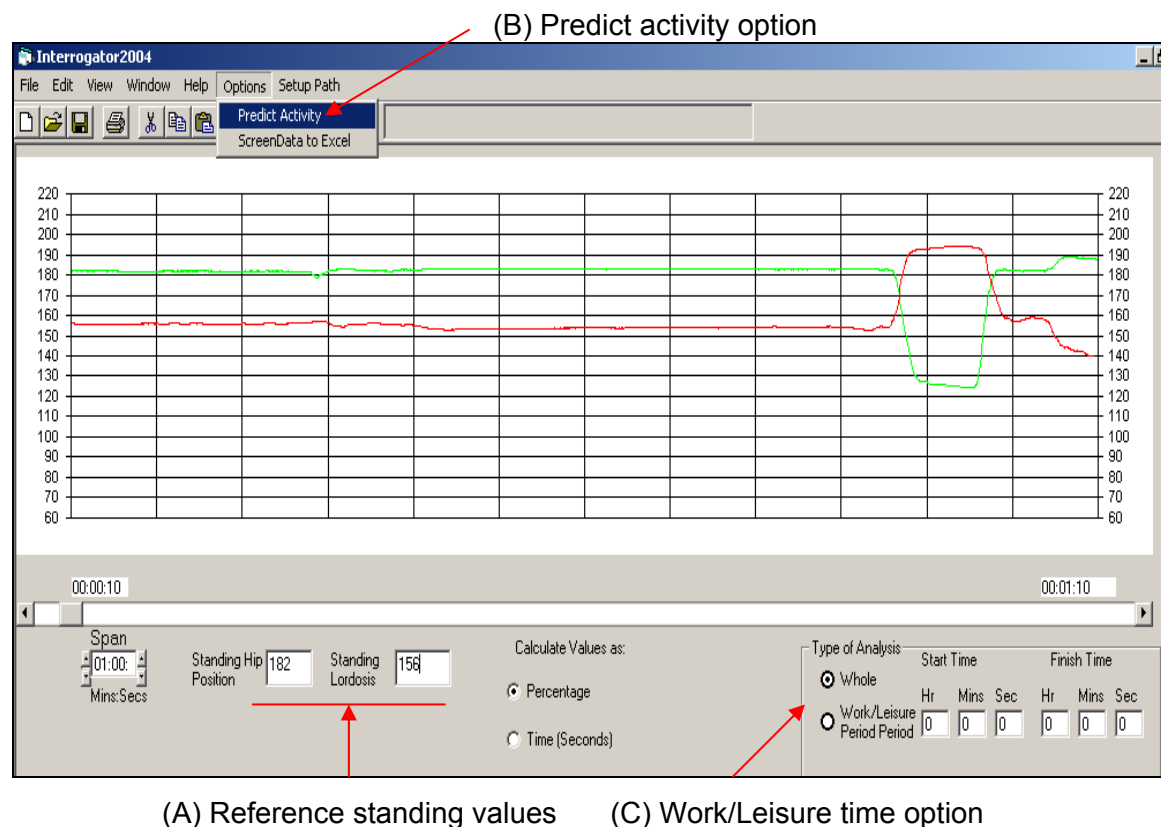 (B) Predict activity option
Interrogator2004
File Edit View Window Help Options Setup Path
Predict Activity
ScreenData to Excel
220 220
210 210
200 200
190 190
180 180
170 170
160 160
150 150
140 140
130 130
120 120
110 110
100 100
90 90
80 80
70 70
60 60
00:00:10 00:01:10
Span
01:00:
Mins:Secs
Standing Hip Position 182
Standing Lordosis 156
Calculate Values as:
Percentage
Time (Seconds)
Type of Analysis
Whole
Work/Leisure
Period Period
Start Time Finish Time
Hr Mins Sec Hr Mins Sec
0 0 0 0 0 0
(A) Reference standing values (C) Work/Leisure time option